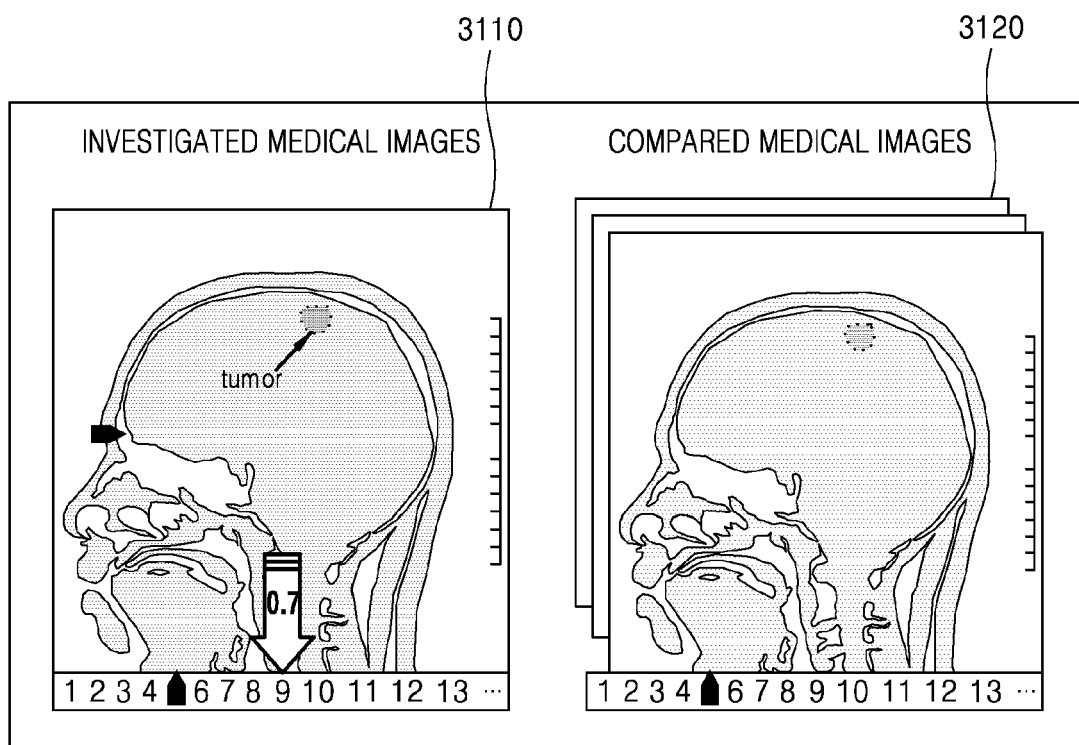 3110
3120
INVESTIGATED MEDICAL IMAGES
COMPARED MEDICAL IMAGES
tumor
0.7
1 2 3 4 6 7 8 9 10 11 12 13 ...
1 2 3 4 6 7 8 9 10 11 12 13 ...